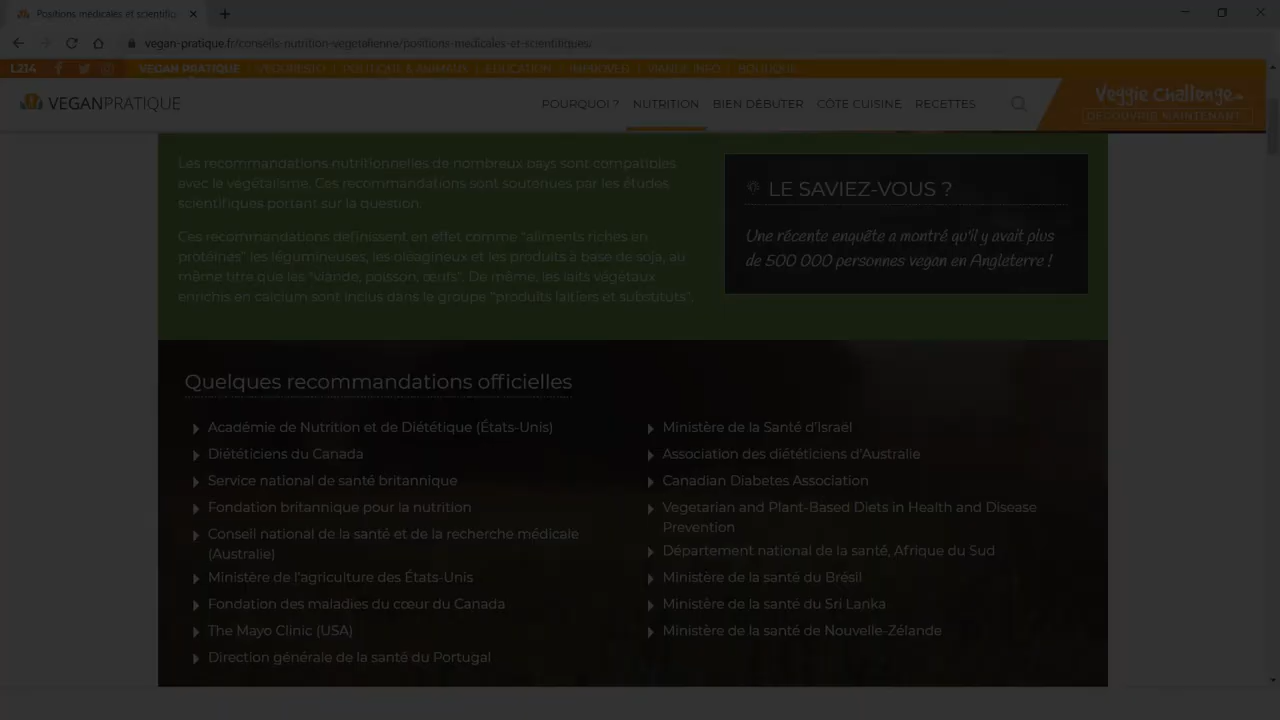 Positions médicales et scientifiqu
vegan-pratique.fr/conseils-nutrition-vegetalienne/positions-medicales-et-scientifiques/
L214
VEGAN PRATIQUE | VEGORESTO | POLITIQUE & ANIMAUX | EDUCATION | IMPROVEN | VIANDE.INFO | BOUTIQUE
VEGANPRATIQUE
POURQUOI ? NUTRITION BIEN DÉBUTER CÔTÉ CUISINE RECETTES
Veggie Challenge
DÉCOUVRIR MAINTENANT !
Les recommandations nutritionnelles de nombreux pays sont compatibles
avec le végétalisme. Ces recommandations sont soutenues par les études
scientifiques portant sur la question.
Ces recommandations définissent en effet comme "aliments riches en
protéines" les légumineuses, les oléagineux et les produits à base de soja, au
même titre que les "viande, poisson, œufs". De même, les laits végétaux
enrichis en calcium sont inclus dans le groupe "produits laitiers et substituts".
LE SAVIEZ-VOUS ?
Une récente enquête a montré qu'il y avait plus
de 500 000 personnes vegan en Angleterre !
Quelques recommandations officielles
Académie de Nutrition et de Diététique (États-Unis)
Diététiciens du Canada
Service national de santé britannique
Fondation britannique pour la nutrition
Conseil national de la santé et de la recherche médicale
(Australie)
Ministère de l'agriculture des États-Unis
Fondation des maladies du cœur du Canada
The Mayo Clinic (USA)
Direction générale de la santé du Portugal
Ministère de la Santé d'Israël
Association des diététiciens d'Australie
Canadian Diabetes Association
Vegetarian and Plant-Based Diets in Health and Disease
Prevention
Département national de la santé, Afrique du Sud
Ministère de la santé du Brésil
Ministère de la santé du Sri Lanka
Ministère de la santé de Nouvelle-Zélande